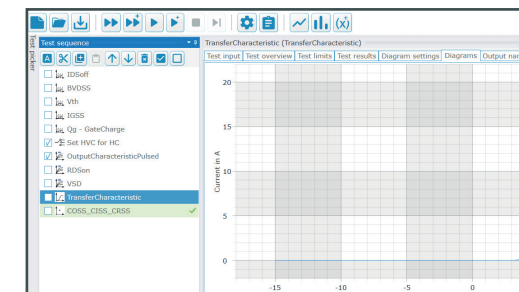 Test picker
Test sequence
A
IDSoff
BVDSS
Vth
IGSS
Qg - GateCharge
Set HVC for HC
OutputCharacteristicPulsed
RDSon
VSD
TransferCharacteristic
COSS_CISS_CRSS
(x̄)
TransferCharacteristic (TransferCharacteristic)
Test input Test overview Test limits Test results Diagram settings Diagrams Output nam
Current in A
20
15
10
5
0
-15 -10 -5 0